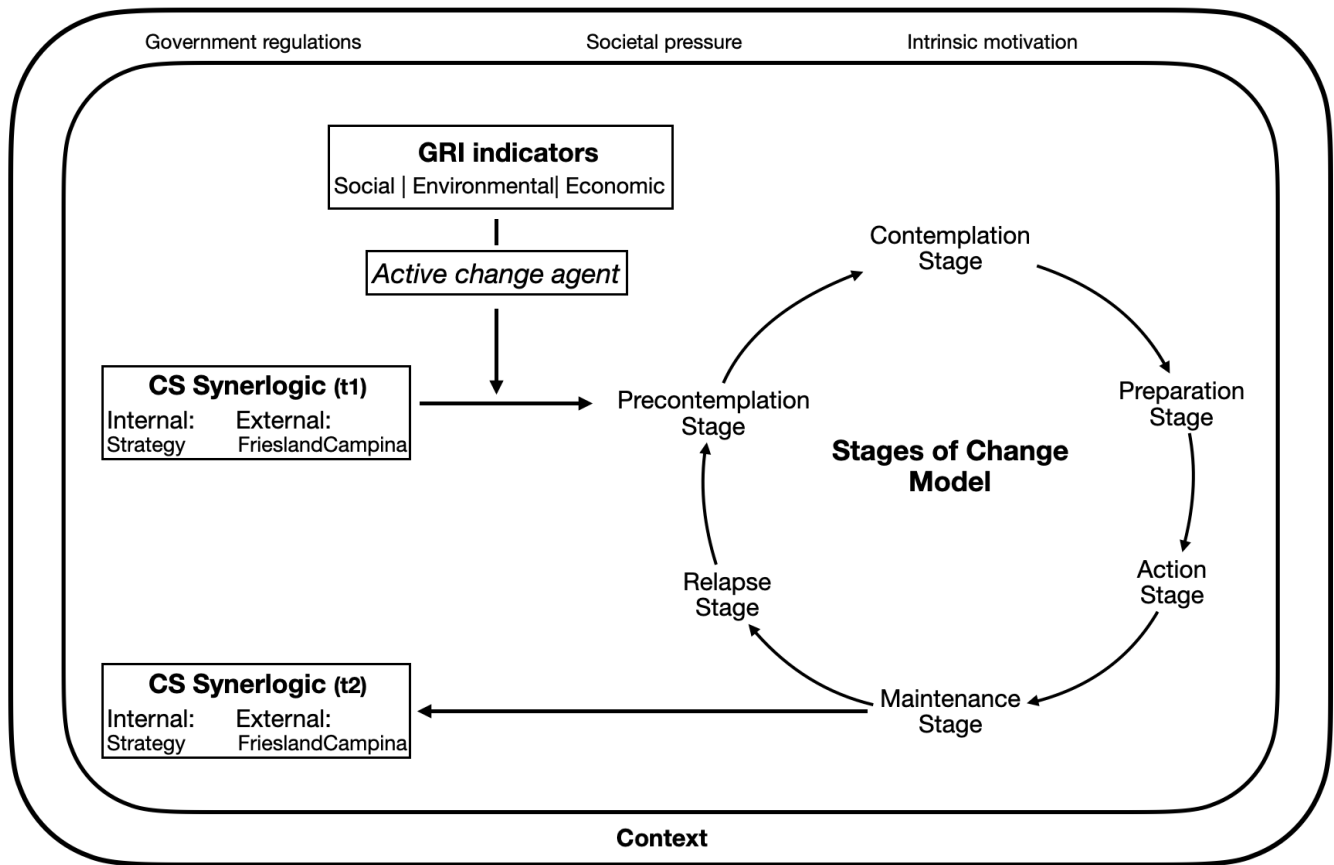 Government regulations
Societal pressure
Intrinsic motivation
GRI indicators
Social | Environmental| Economic
Active change agent
CS Synerlogic (t1)
Internal: External:
Strategy FrieslandCampina
Contemplation
Stage
Precontemplation
Stage
Preparation
Stage
Stages of Change
Model
Action
Stage
Relapse
Stage
Maintenance
Stage
CS Synerlogic (t2)
Internal: External:
Strategy FrieslandCampina
Context